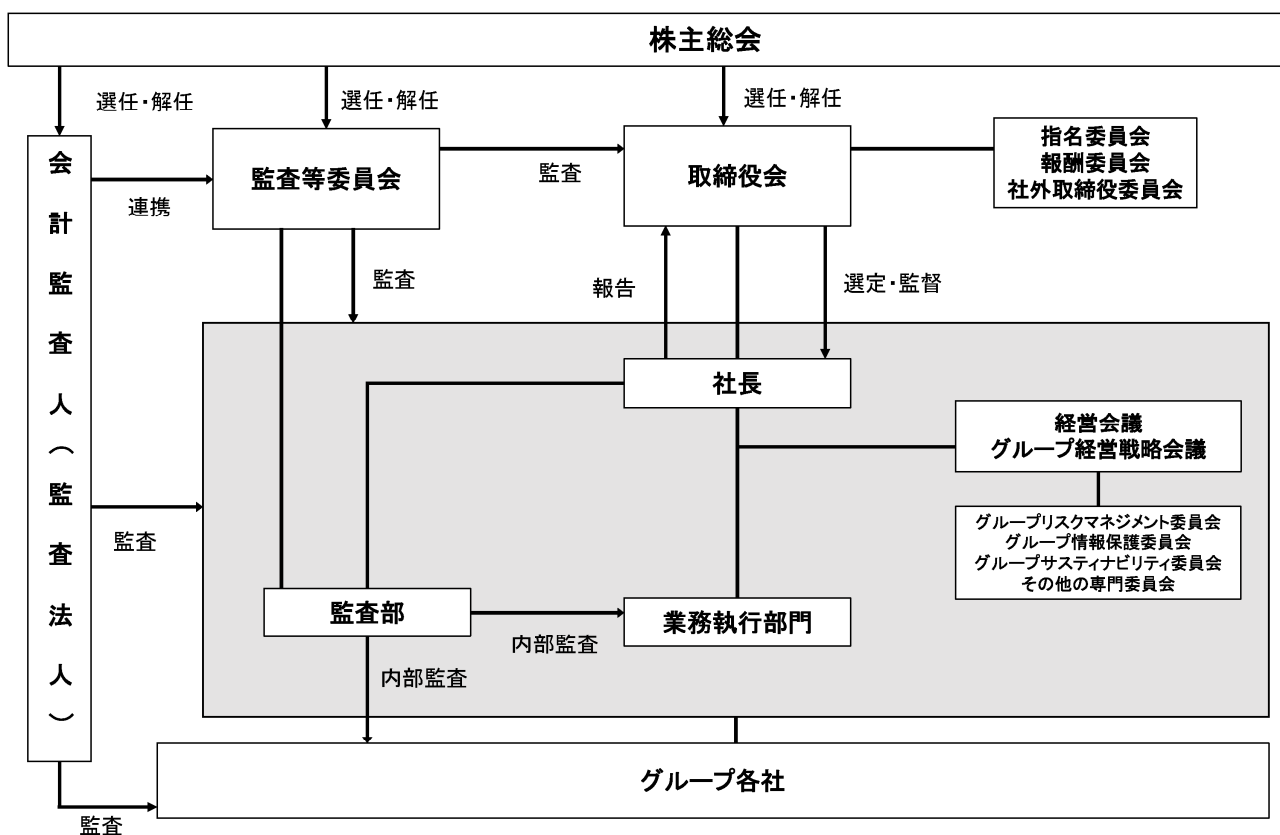 株主総会
選任・解任
選任・解任
選任・解任
会計監査人(監査法人)
監査等委員会
取締役会
指名委員会
報酬委員会
社外取締役委員会
連携
監査
監査
報告
選定・監督
社長
経営会議
グループ経営戦略会議
グループリスクマネジメント委員会
グループ情報保護委員会
グループサスティナビリティ委員会
その他の専門委員会
監査
監査部
内部監査
業務執行部門
内部監査
グループ各社
監査